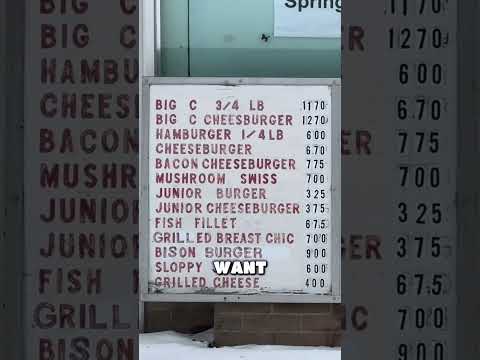 Spring
BIG C 3/4 LB 1170
BIG C CHEESBURGER 1270
HAMBURGER 1/4 LB 600
CHEESEBURGER 6.70
BACON CHEESEBURGER 775
MUSHROOM SWISS 700
JUNIOR BURGER 325
JUNIOR CHEESEBURGER 375
FISH FILLET 675
GRILLED BREAST CHIC 700
BISON BURGER 900
SLOPPY 600
WANT
GRILLED CHEESE 400